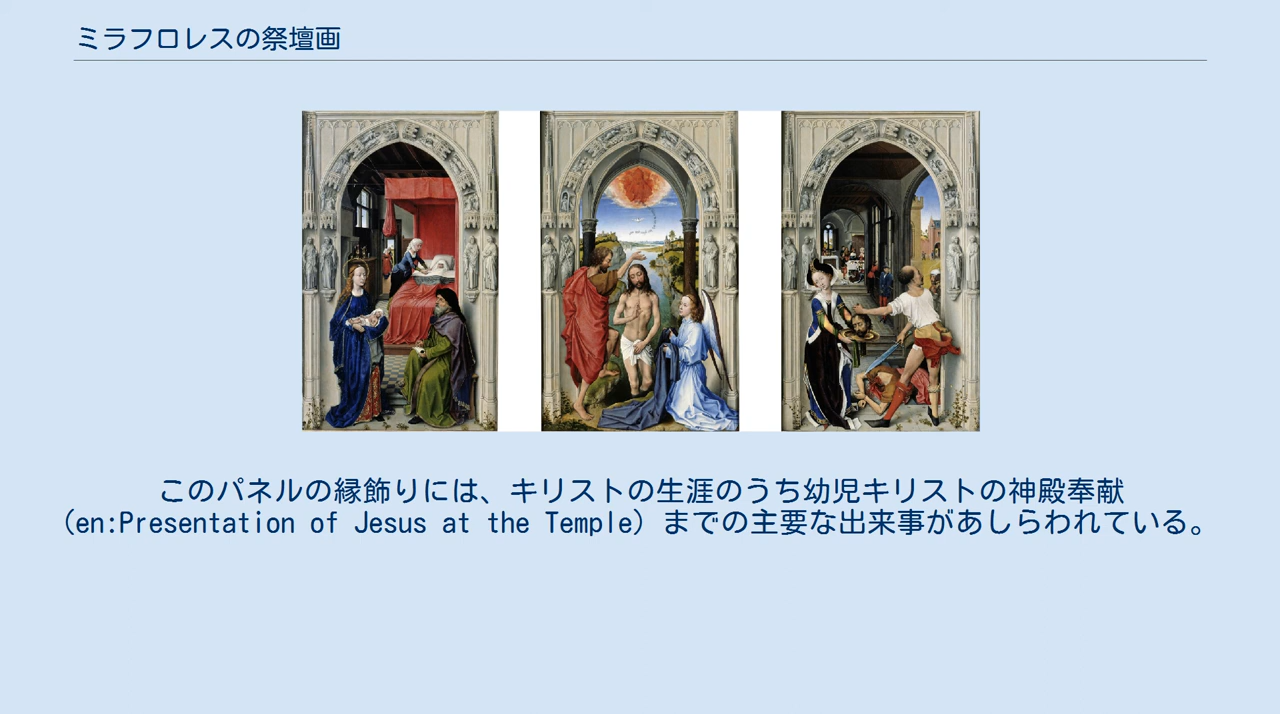 ミラフロレスの祭壇画
このパネルの縁飾りには、キリストの生涯のうち幼児キリストの神殿奉献
（en:Presentation of Jesus at the Temple）までの主要な出来事があしらわれている。